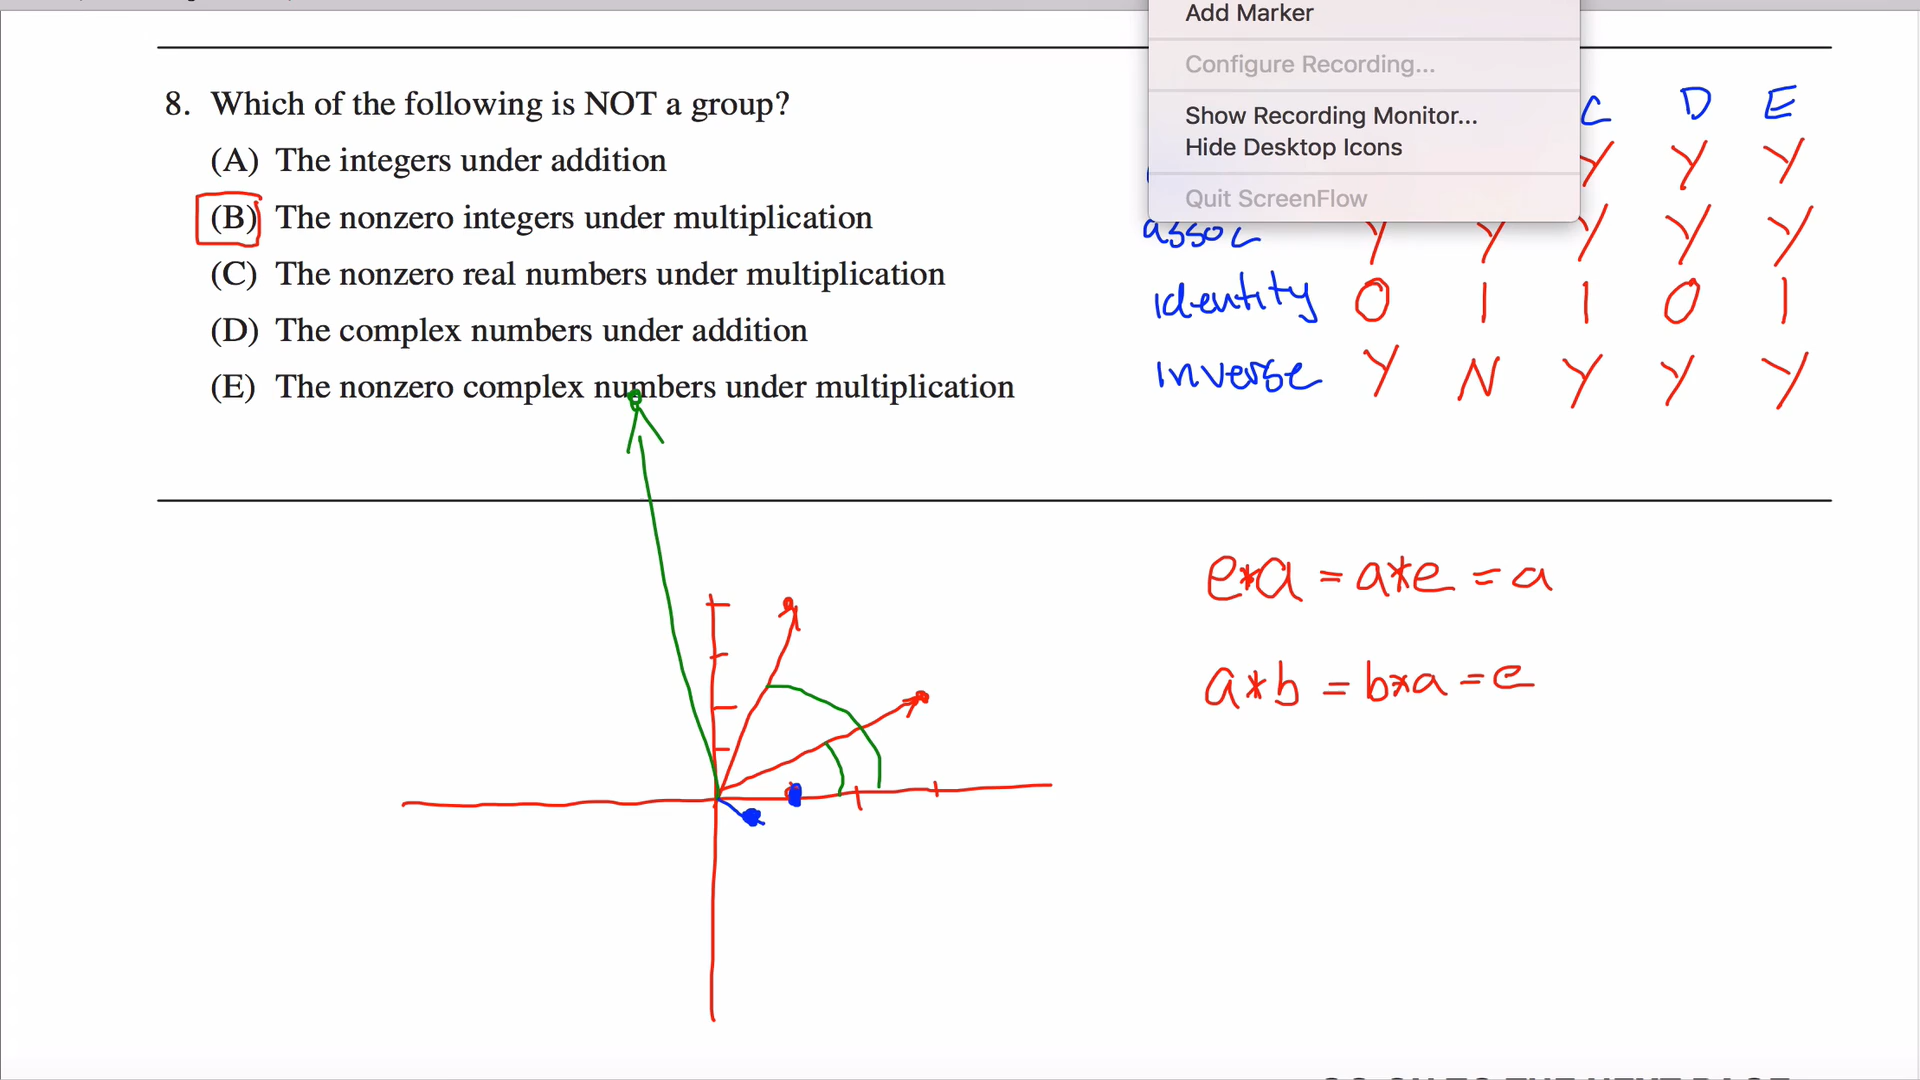 Add Marker
Configure Recording...
Show Recording Monitor...
Hide Desktop Icons
Quit ScreenFlow
8. Which of the following is NOT a group?
(A) The integers under addition
(B) The nonzero integers under multiplication
(C) The nonzero real numbers under multiplication
(D) The complex numbers under addition
(E) The nonzero complex numbers under multiplication
C D E
Y Y Y
assoc Y Y Y Y Y
identity 0 1 1 0 1
inverse Y N Y Y Y
e*a = a*e = a
a*b = b*a = e